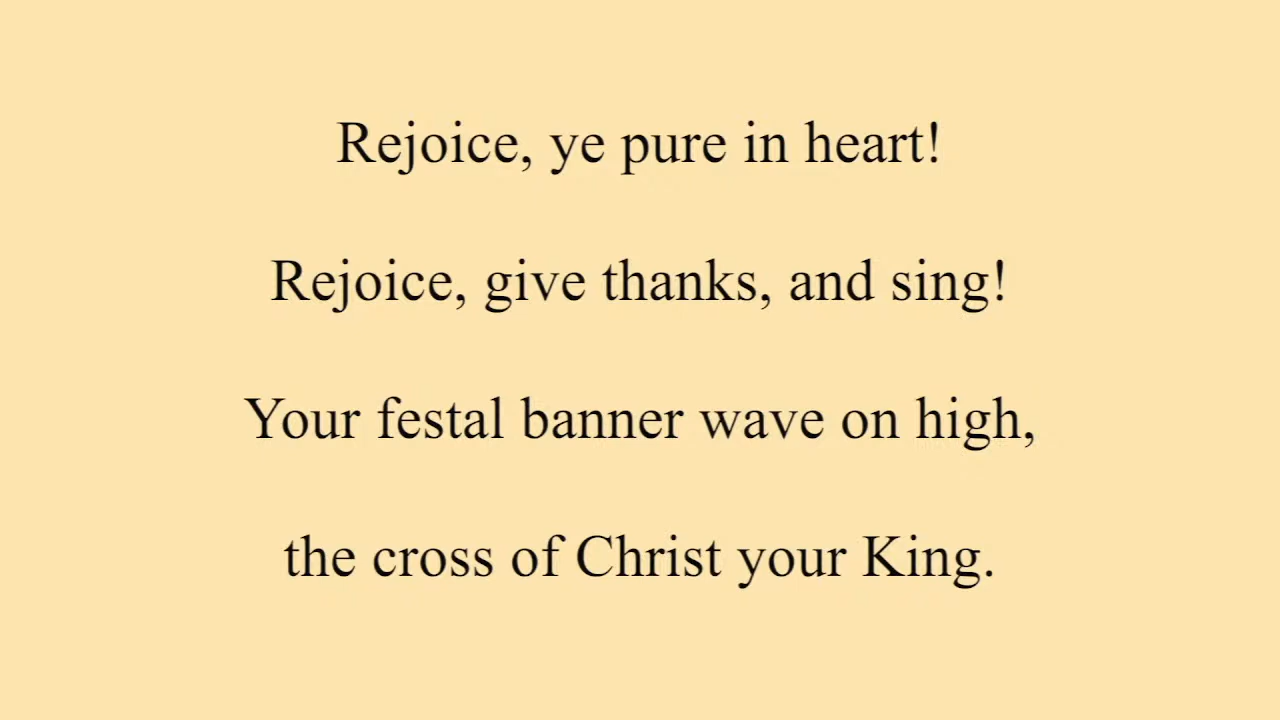 Rejoice, ye pure in heart!
Rejoice, give thanks, and sing!
Your festal banner wave on high,
the cross of Christ your King.